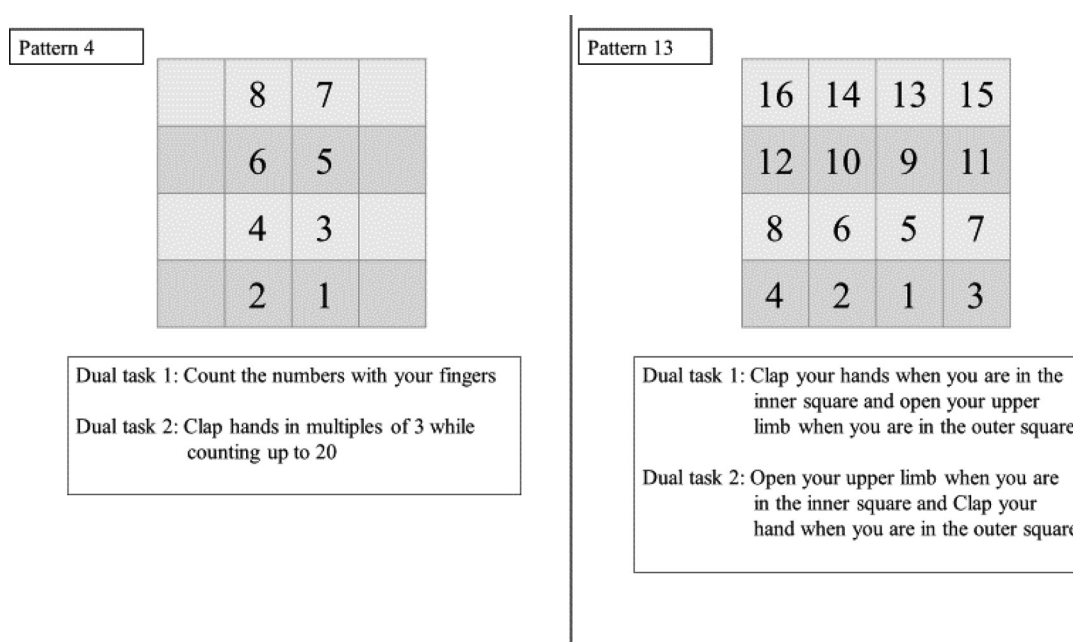 Pattern 4
8 7
6 5
4 3
2 1
Dual task 1: Count the numbers with your fingers
Dual task 2: Clap hands in multiples of 3 while
counting up to 20
Pattern 13
16 14 13 15
12 10 9 11
8 6 5 7
4 2 1 3
Dual task 1: Clap your hands when you are in the
inner square and open your upper
limb when you are in the outer square
Dual task 2: Open your upper limb when you are
in the inner square and Clap your
hand when you are in the outer square